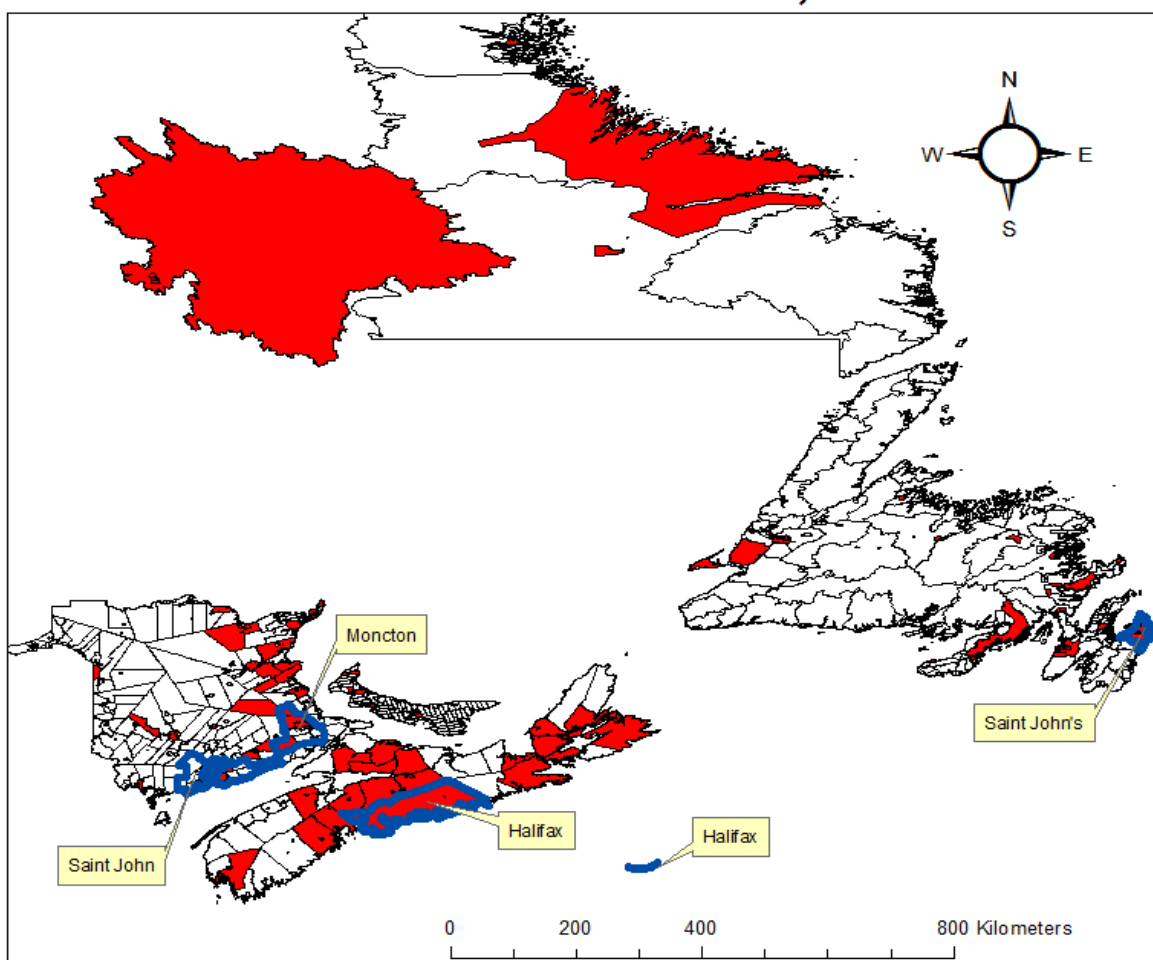 N
W E
S
Moncton
Saint John's
Halifax
Halifax
Saint John
0 200 400 800 Kilometers